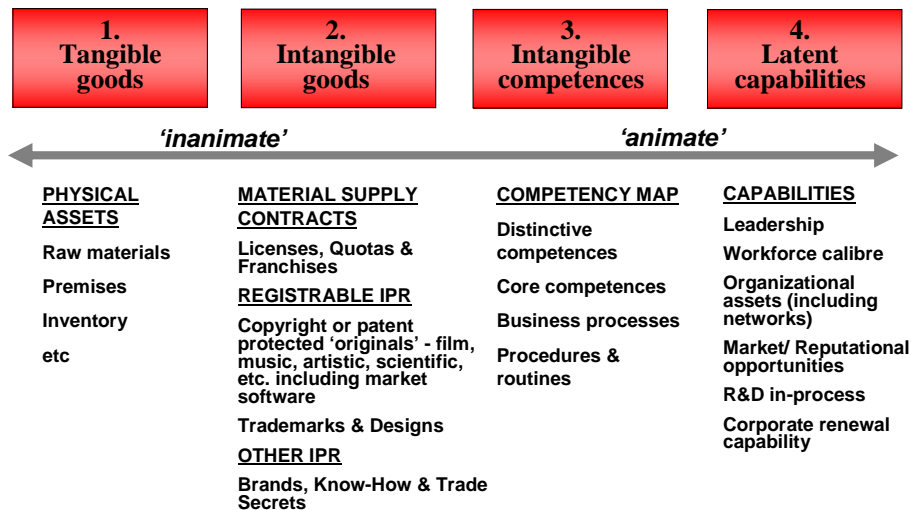 1.
Tangible
goods
2.
Intangible
goods
3.
Intangible
competences
4.
Latent
capabilities
‘inanimate’
‘animate’
PHYSICAL
ASSETS
Raw materials
Premises
Inventory
etc
MATERIAL SUPPLY
CONTRACTS
Licenses, Quotas &
Franchises
REGISTRABLE IPR
Copyright or patent
protected ‘originals’ - film,
music, artistic, scientific,
etc. including market
software
Trademarks & Designs
OTHER IPR
Brands, Know-How & Trade
Secrets
COMPETENCY MAP
Distinctive
competences
Core competences
Business processes
Procedures &
routines
CAPABILITIES
Leadership
Workforce calibre
Organizational
assets (including
networks)
Market/ Reputational
opportunities
R&D in-process
Corporate renewal
capability